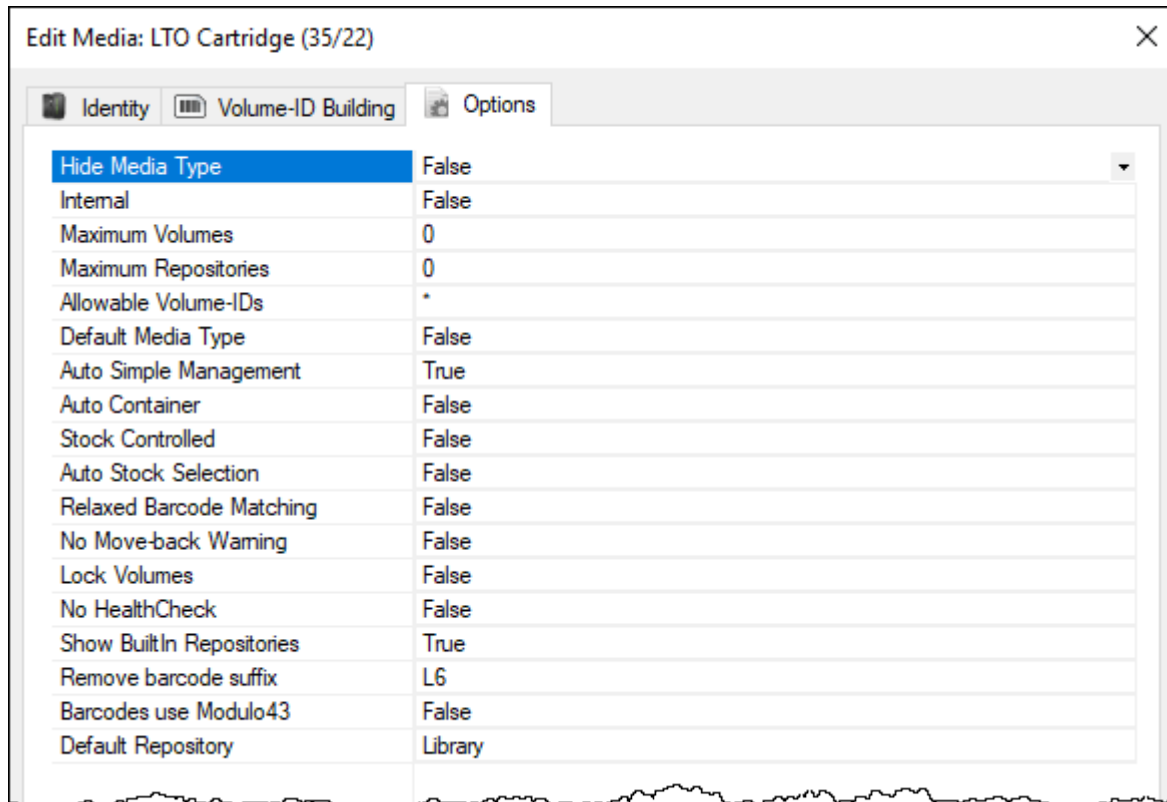 Edit Media: LTO Cartridge (35/22)
Identity Volume-ID Building Options
Hide Media Type False
Internal False
Maximum Volumes 0
Maximum Repositories 0
Allowable Volume-IDs *
Default Media Type False
Auto Simple Management True
Auto Container False
Stock Controlled False
Auto Stock Selection False
Relaxed Barcode Matching False
No Move-back Warning False
Lock Volumes False
No HealthCheck False
Show BuiltIn Repositories True
Remove barcode suffix L6
Barcodes use Modulo43 False
Default Repository Library